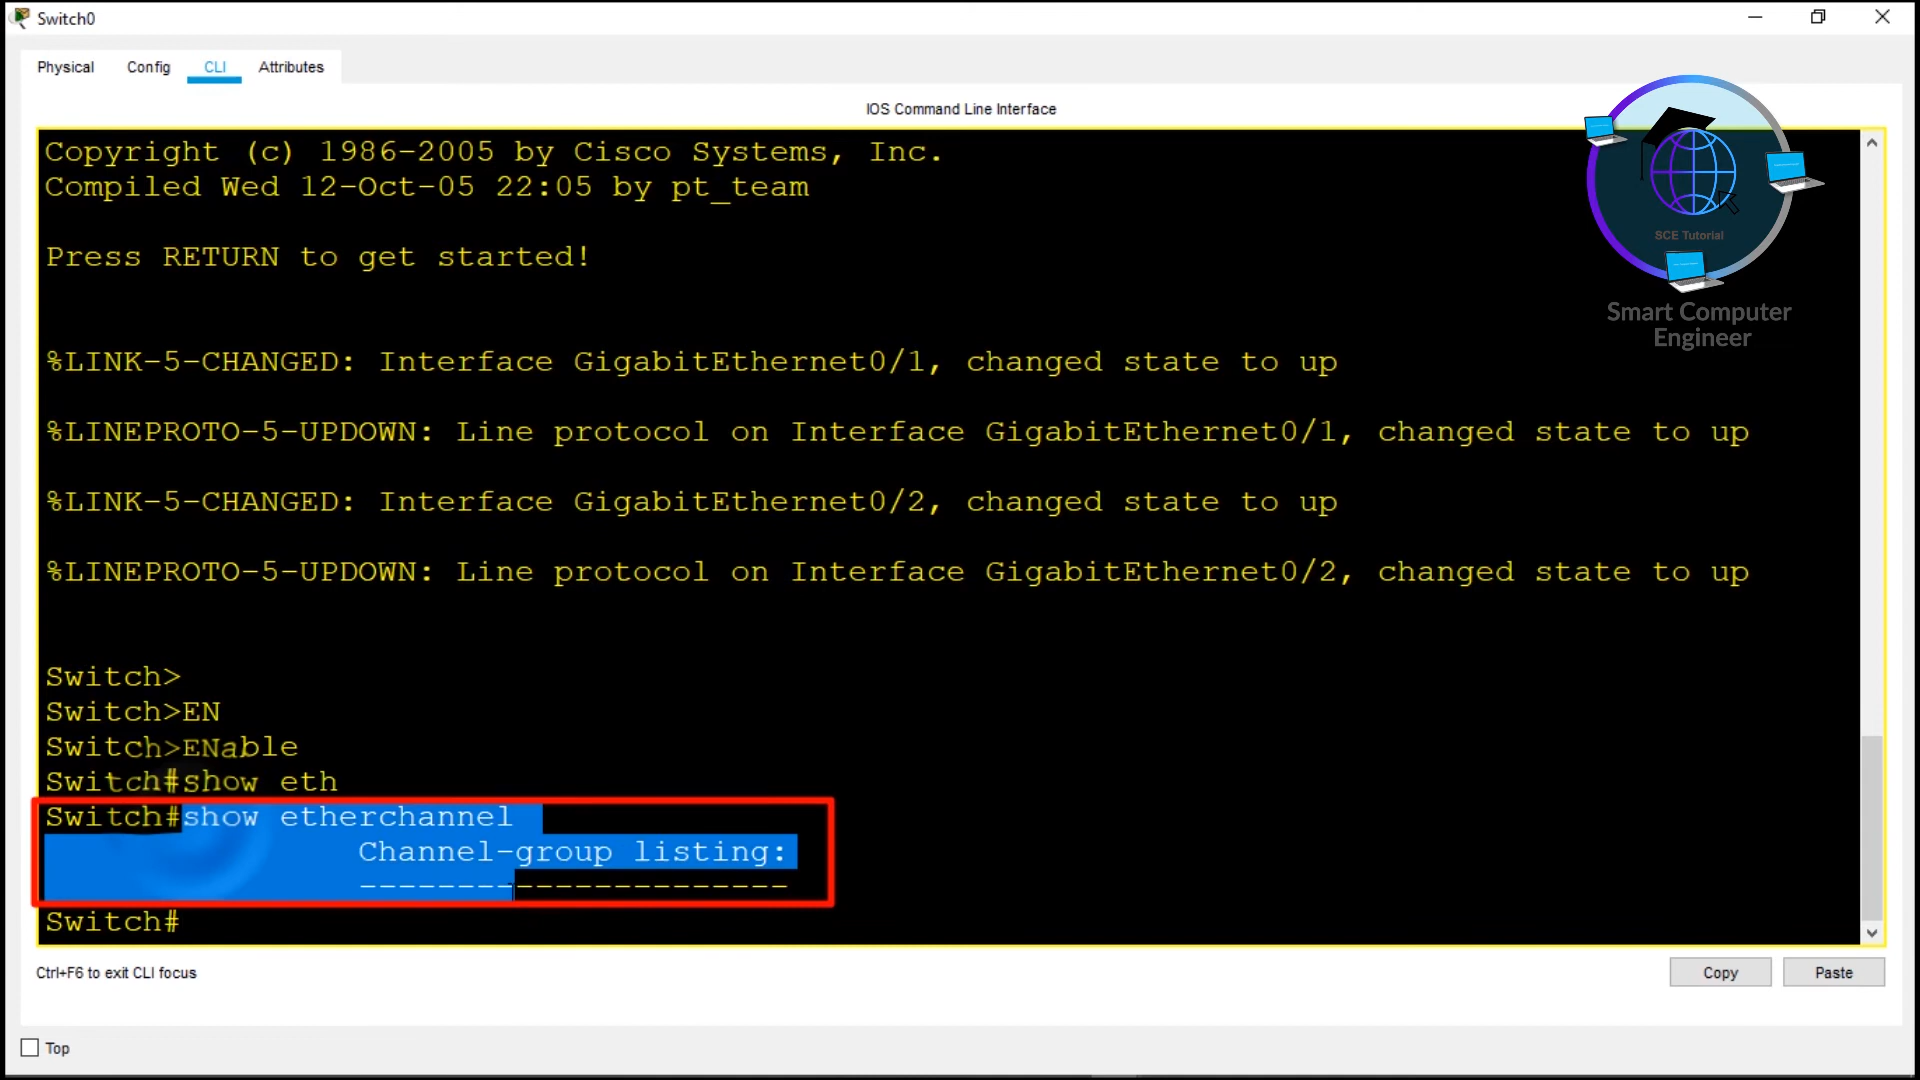 Switch0
Physical Config CLI Attributes
IOS Command Line Interface
Copyright (c) 1986-2005 by Cisco Systems, Inc.
Compiled Wed 12-Oct-05 22:05 by pt_team
Press RETURN to get started!
%LINK-5-CHANGED: Interface GigabitEthernet0/1, changed state to up
%LINEPROTO-5-UPDOWN: Line protocol on Interface GigabitEthernet0/1, changed state to up
%LINK-5-CHANGED: Interface GigabitEthernet0/2, changed state to up
%LINEPROTO-5-UPDOWN: Line protocol on Interface GigabitEthernet0/2, changed state to up
Switch>
Switch>EN
Switch>ENable
Switch#show eth
Switch#show etherchannel
Channel-group listing:
----------------------
Switch#
Ctrl+F6 to exit CLI focus
Copy Paste
Top
SCE Tutorial
Smart Computer
Engineer